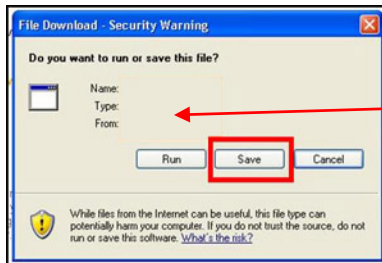 File Download - Security Warning
Do you want to run or save this file?
Name:
Type:
From:
Run Save Cancel
While files from the Internet can be useful, this file type can
potentially harm your computer. If you do not trust the source, do not
run or save this software. What's the risk?